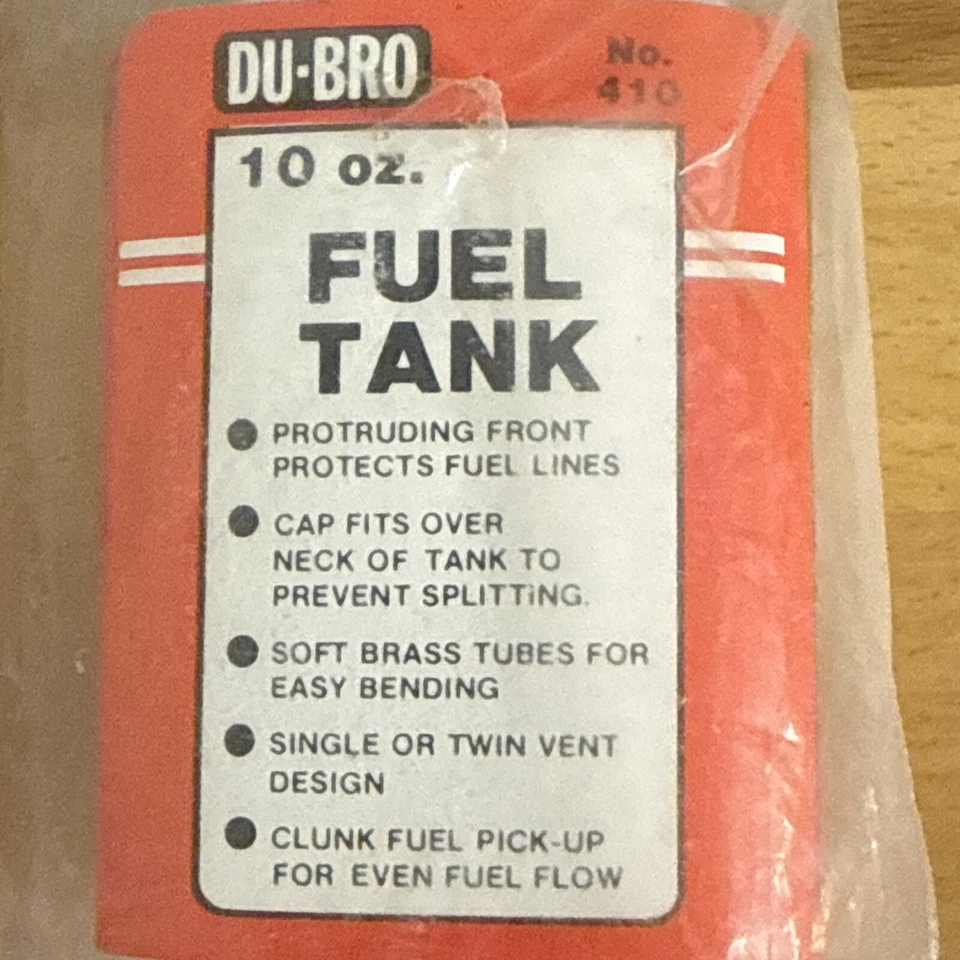 DU-BRO
No.
410
10 oz.
FUEL
TANK
● PROTRUDING FRONT
PROTECTS FUEL LINES
● CAP FITS OVER
NECK OF TANK TO
PREVENT SPLITTING.
● SOFT BRASS TUBES FOR
EASY BENDING
● SINGLE OR TWIN VENT
DESIGN
● CLUNK FUEL PICK-UP
FOR EVEN FUEL FLOW